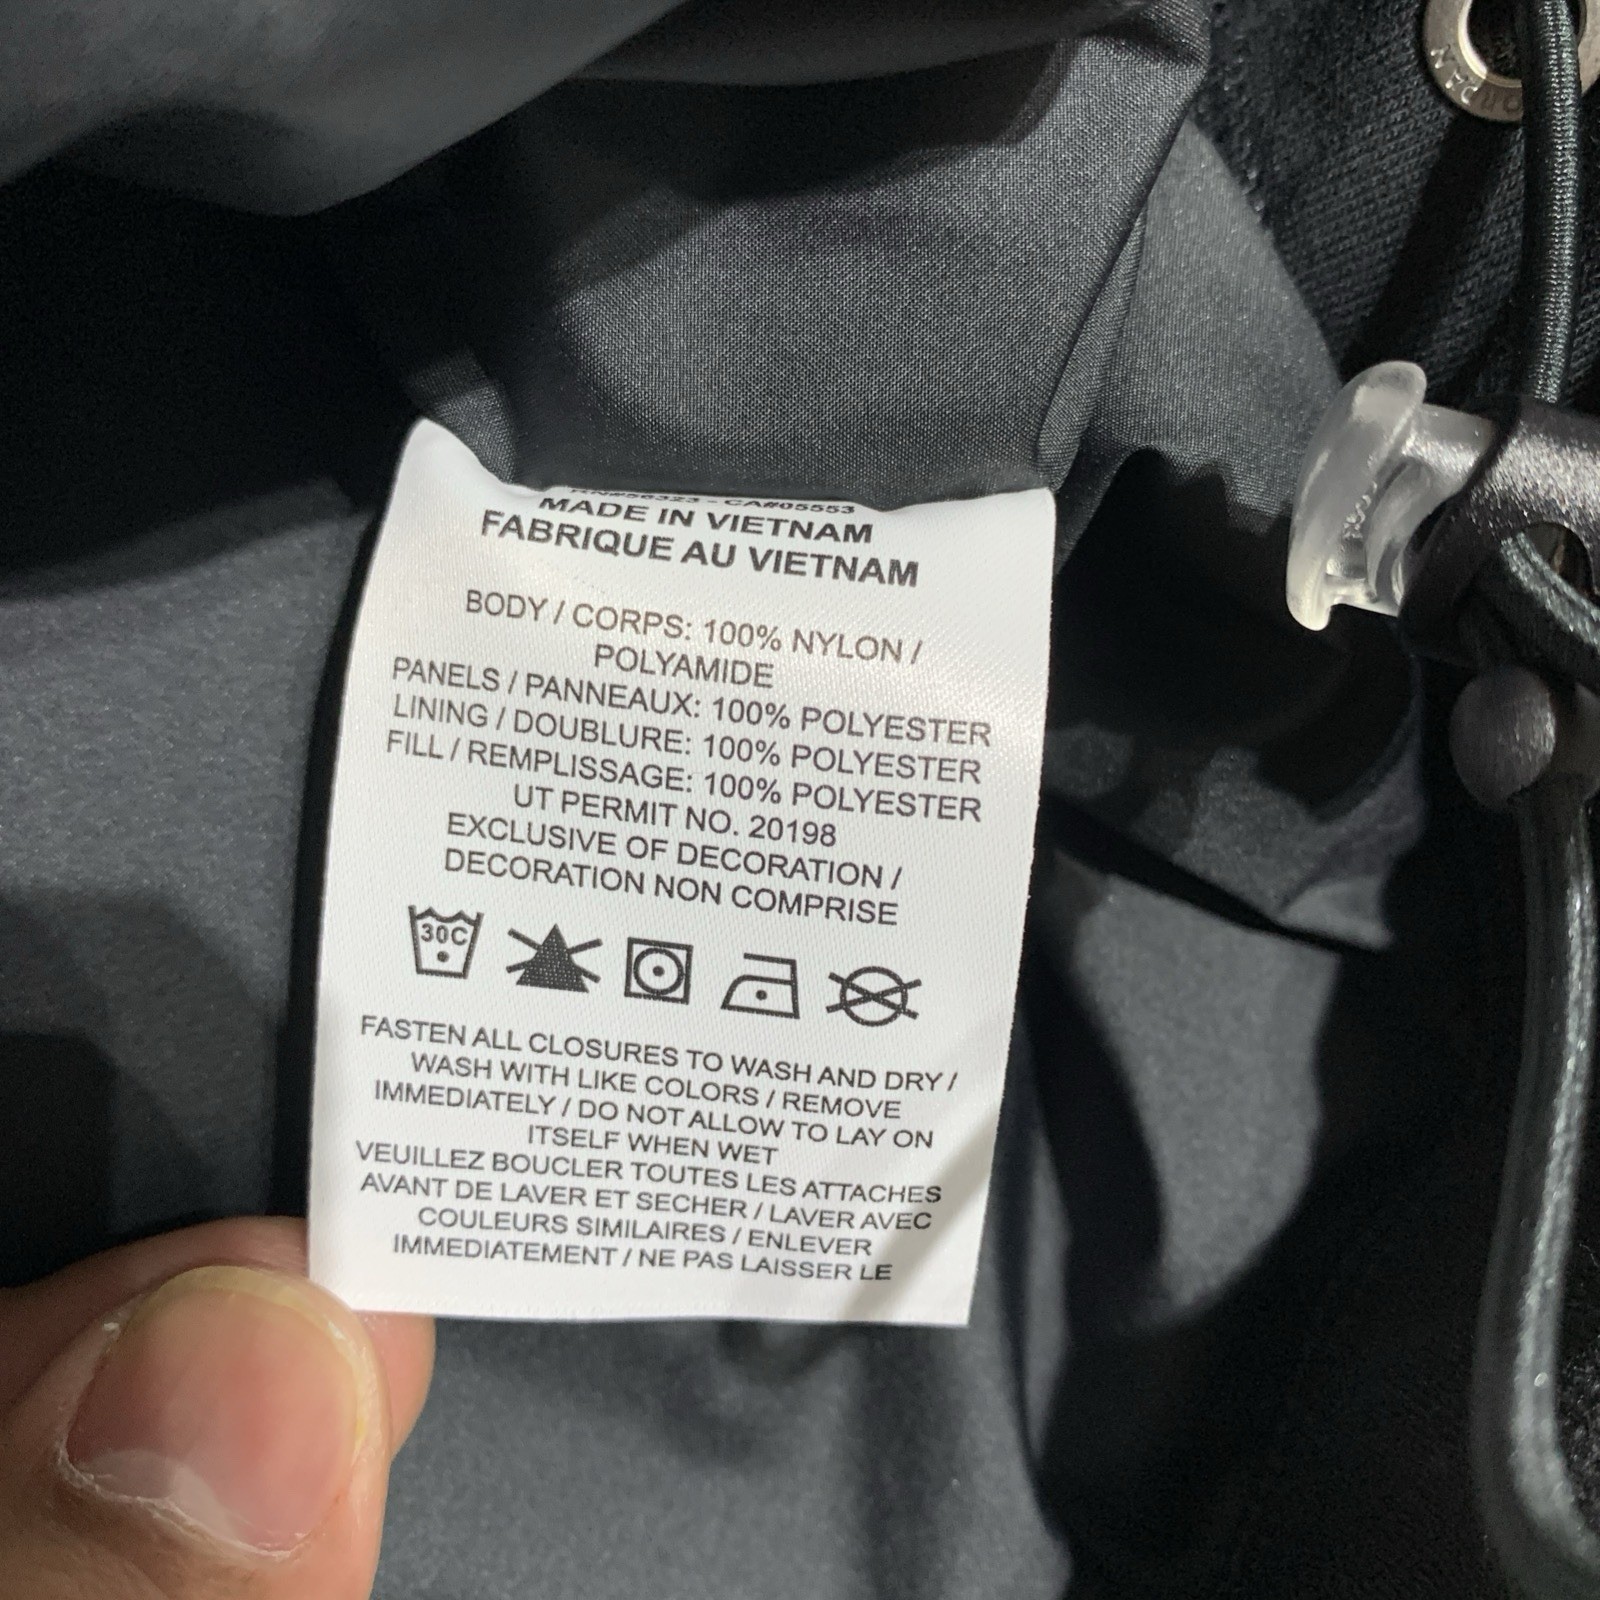 RN#56323 - CA#05553
MADE IN VIETNAM
FABRIQUE AU VIETNAM
BODY / CORPS: 100% NYLON /
POLYAMIDE
PANELS / PANNEAUX: 100% POLYESTER
LINING / DOUBLURE: 100% POLYESTER
FILL / REMPLISSAGE: 100% POLYESTER
UT PERMIT NO. 20198
EXCLUSIVE OF DECORATION /
DECORATION NON COMPRISE
30C
FASTEN ALL CLOSURES TO WASH AND DRY /
WASH WITH LIKE COLORS / REMOVE
IMMEDIATELY / DO NOT ALLOW TO LAY ON
ITSELF WHEN WET
VEUILLEZ BOUCLER TOUTES LES ATTACHES
AVANT DE LAVER ET SECHER / LAVER AVEC
COULEURS SIMILAIRES / ENLEVER
IMMEDIATEMENT / NE PAS LAISSER LE